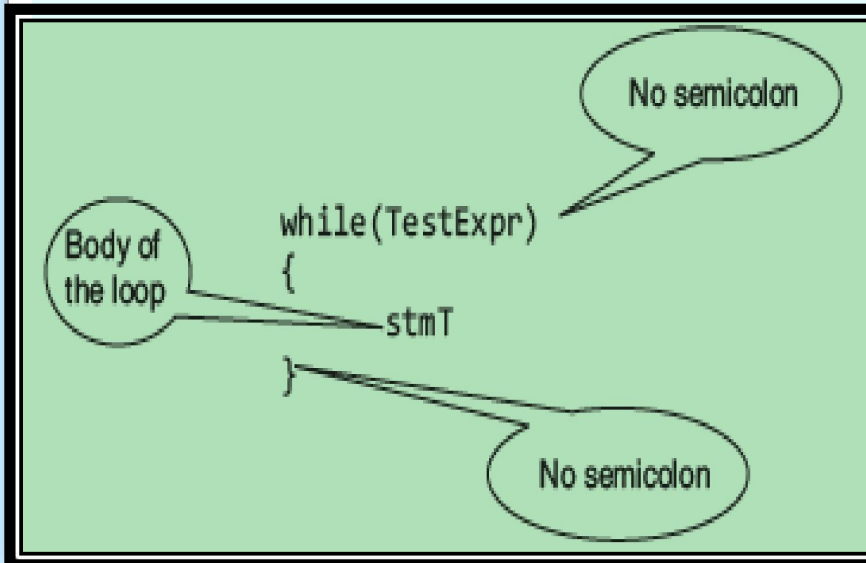 No semicolon
while(TestExpr)
Body of
the loop
{
stmT
}
No semicolon